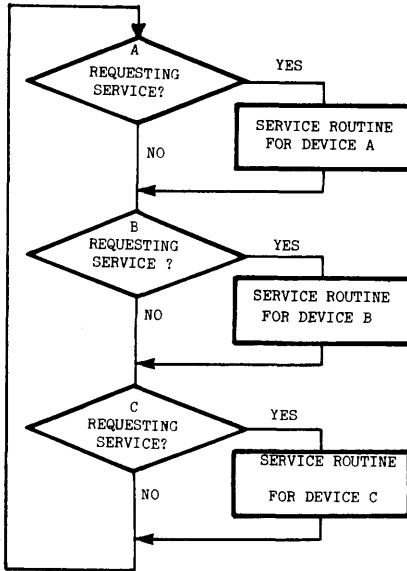 A
REQUESTING
SERVICE?
YES
SERVICE ROUTINE
FOR DEVICE A
NO
B
REQUESTING
SERVICE ?
YES
SERVICE ROUTINE
FOR DEVICE B
NO
C
REQUESTING
SERVICE?
YES
SERVICE ROUTINE
FOR DEVICE C
NO